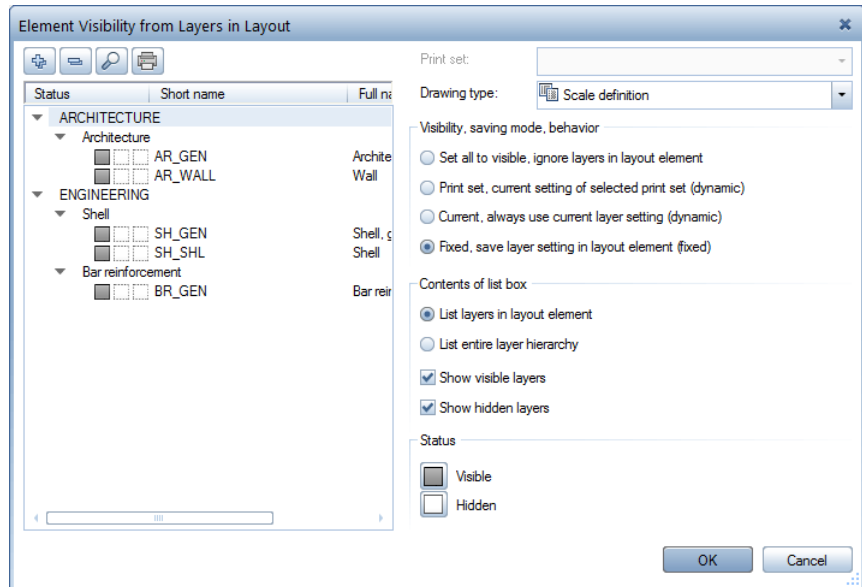 Element Visibility from Layers in Layout
Print set:
Drawing type: Scale definition
Status Short name Full na
ARCHITECTURE
Architecture
AR_GEN Archite
AR_WALL Wall
ENGINEERING
Shell
SH_GEN Shell, g
SH_SHL Shell
Bar reinforcement
BR_GEN Bar reir
Visibility, saving mode, behavior
Set all to visible, ignore layers in layout element
Print set, current setting of selected print set (dynamic)
Current, always use current layer setting (dynamic)
Fixed, save layer setting in layout element (fixed)
Contents of list box
List layers in layout element
List entire layer hierarchy
Show visible layers
Show hidden layers
Status
Visible
Hidden
OK Cancel